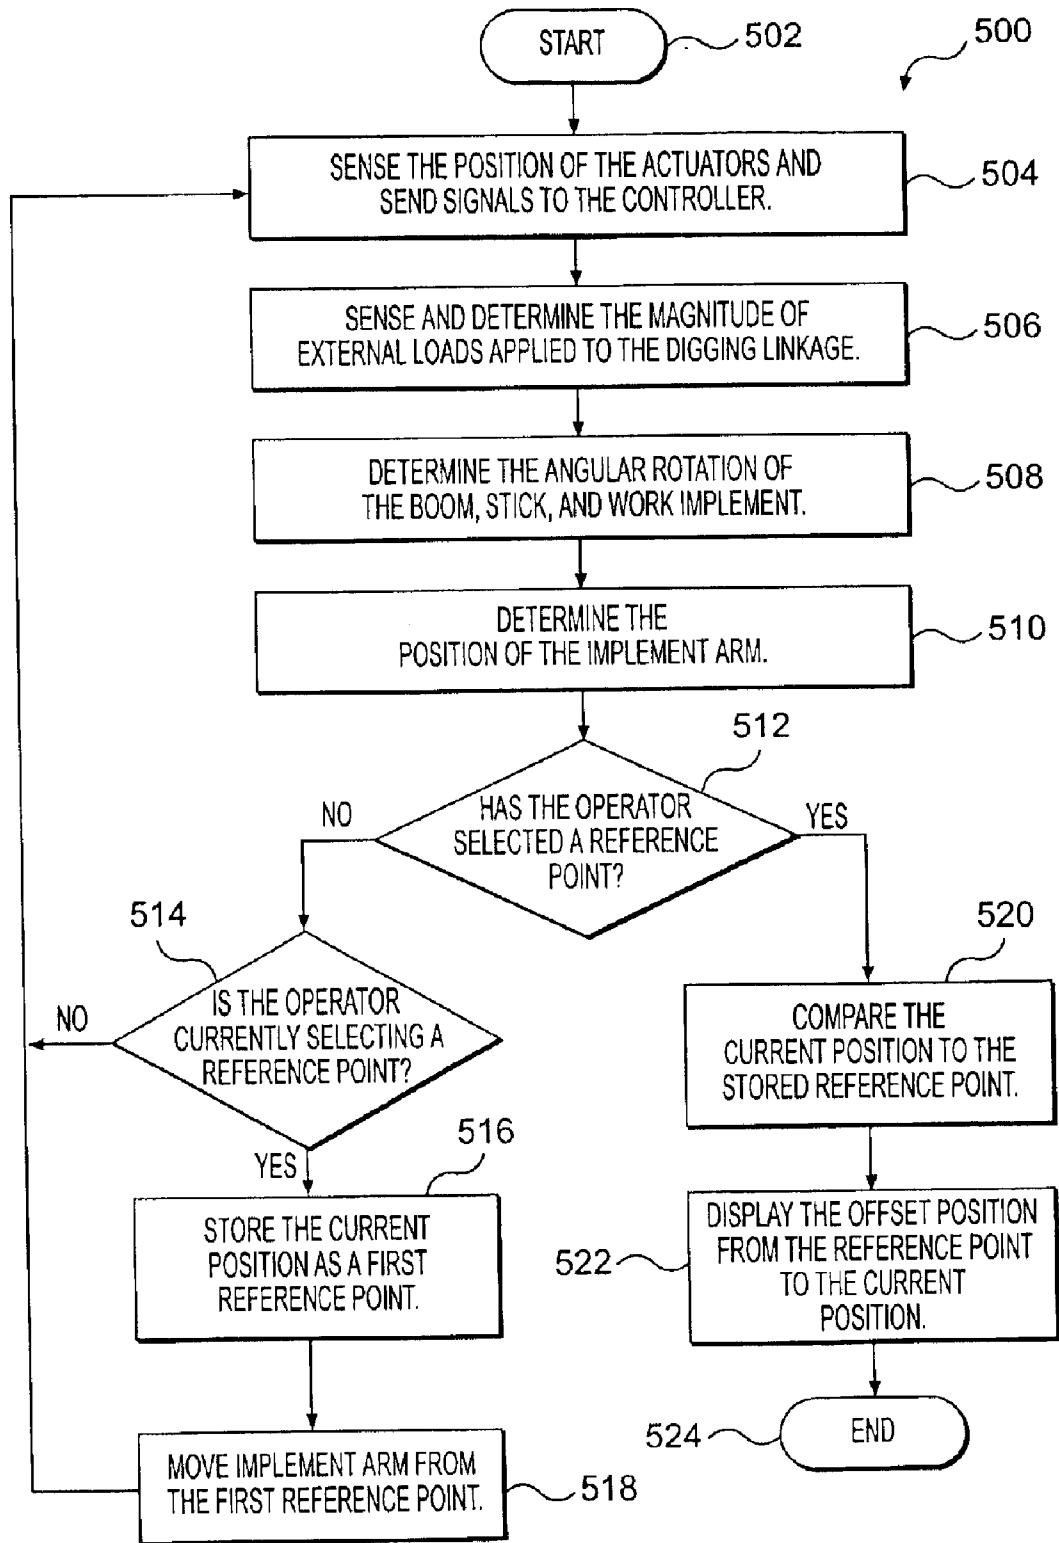 START
502
500
SENSE THE POSITION OF THE ACTUATORS AND
SEND SIGNALS TO THE CONTROLLER.
504
SENSE AND DETERMINE THE MAGNITUDE OF
EXTERNAL LOADS APPLIED TO THE DIGGING LINKAGE.
506
DETERMINE THE ANGULAR ROTATION OF
THE BOOM, STICK, AND WORK IMPLEMENT.
508
DETERMINE THE
POSITION OF THE IMPLEMENT ARM.
510
512
HAS THE OPERATOR
SELECTED A REFERENCE
POINT?
NO
YES
514
IS THE OPERATOR
CURRENTLY SELECTING A
REFERENCE POINT?
NO
YES
516
STORE THE CURRENT
POSITION AS A FIRST
REFERENCE POINT.
MOVE IMPLEMENT ARM FROM
THE FIRST REFERENCE POINT.
518
520
COMPARE THE
CURRENT POSITION TO THE
STORED REFERENCE POINT.
DISPLAY THE OFFSET POSITION
FROM THE REFERENCE POINT
TO THE CURRENT
POSITION.
522
END
524